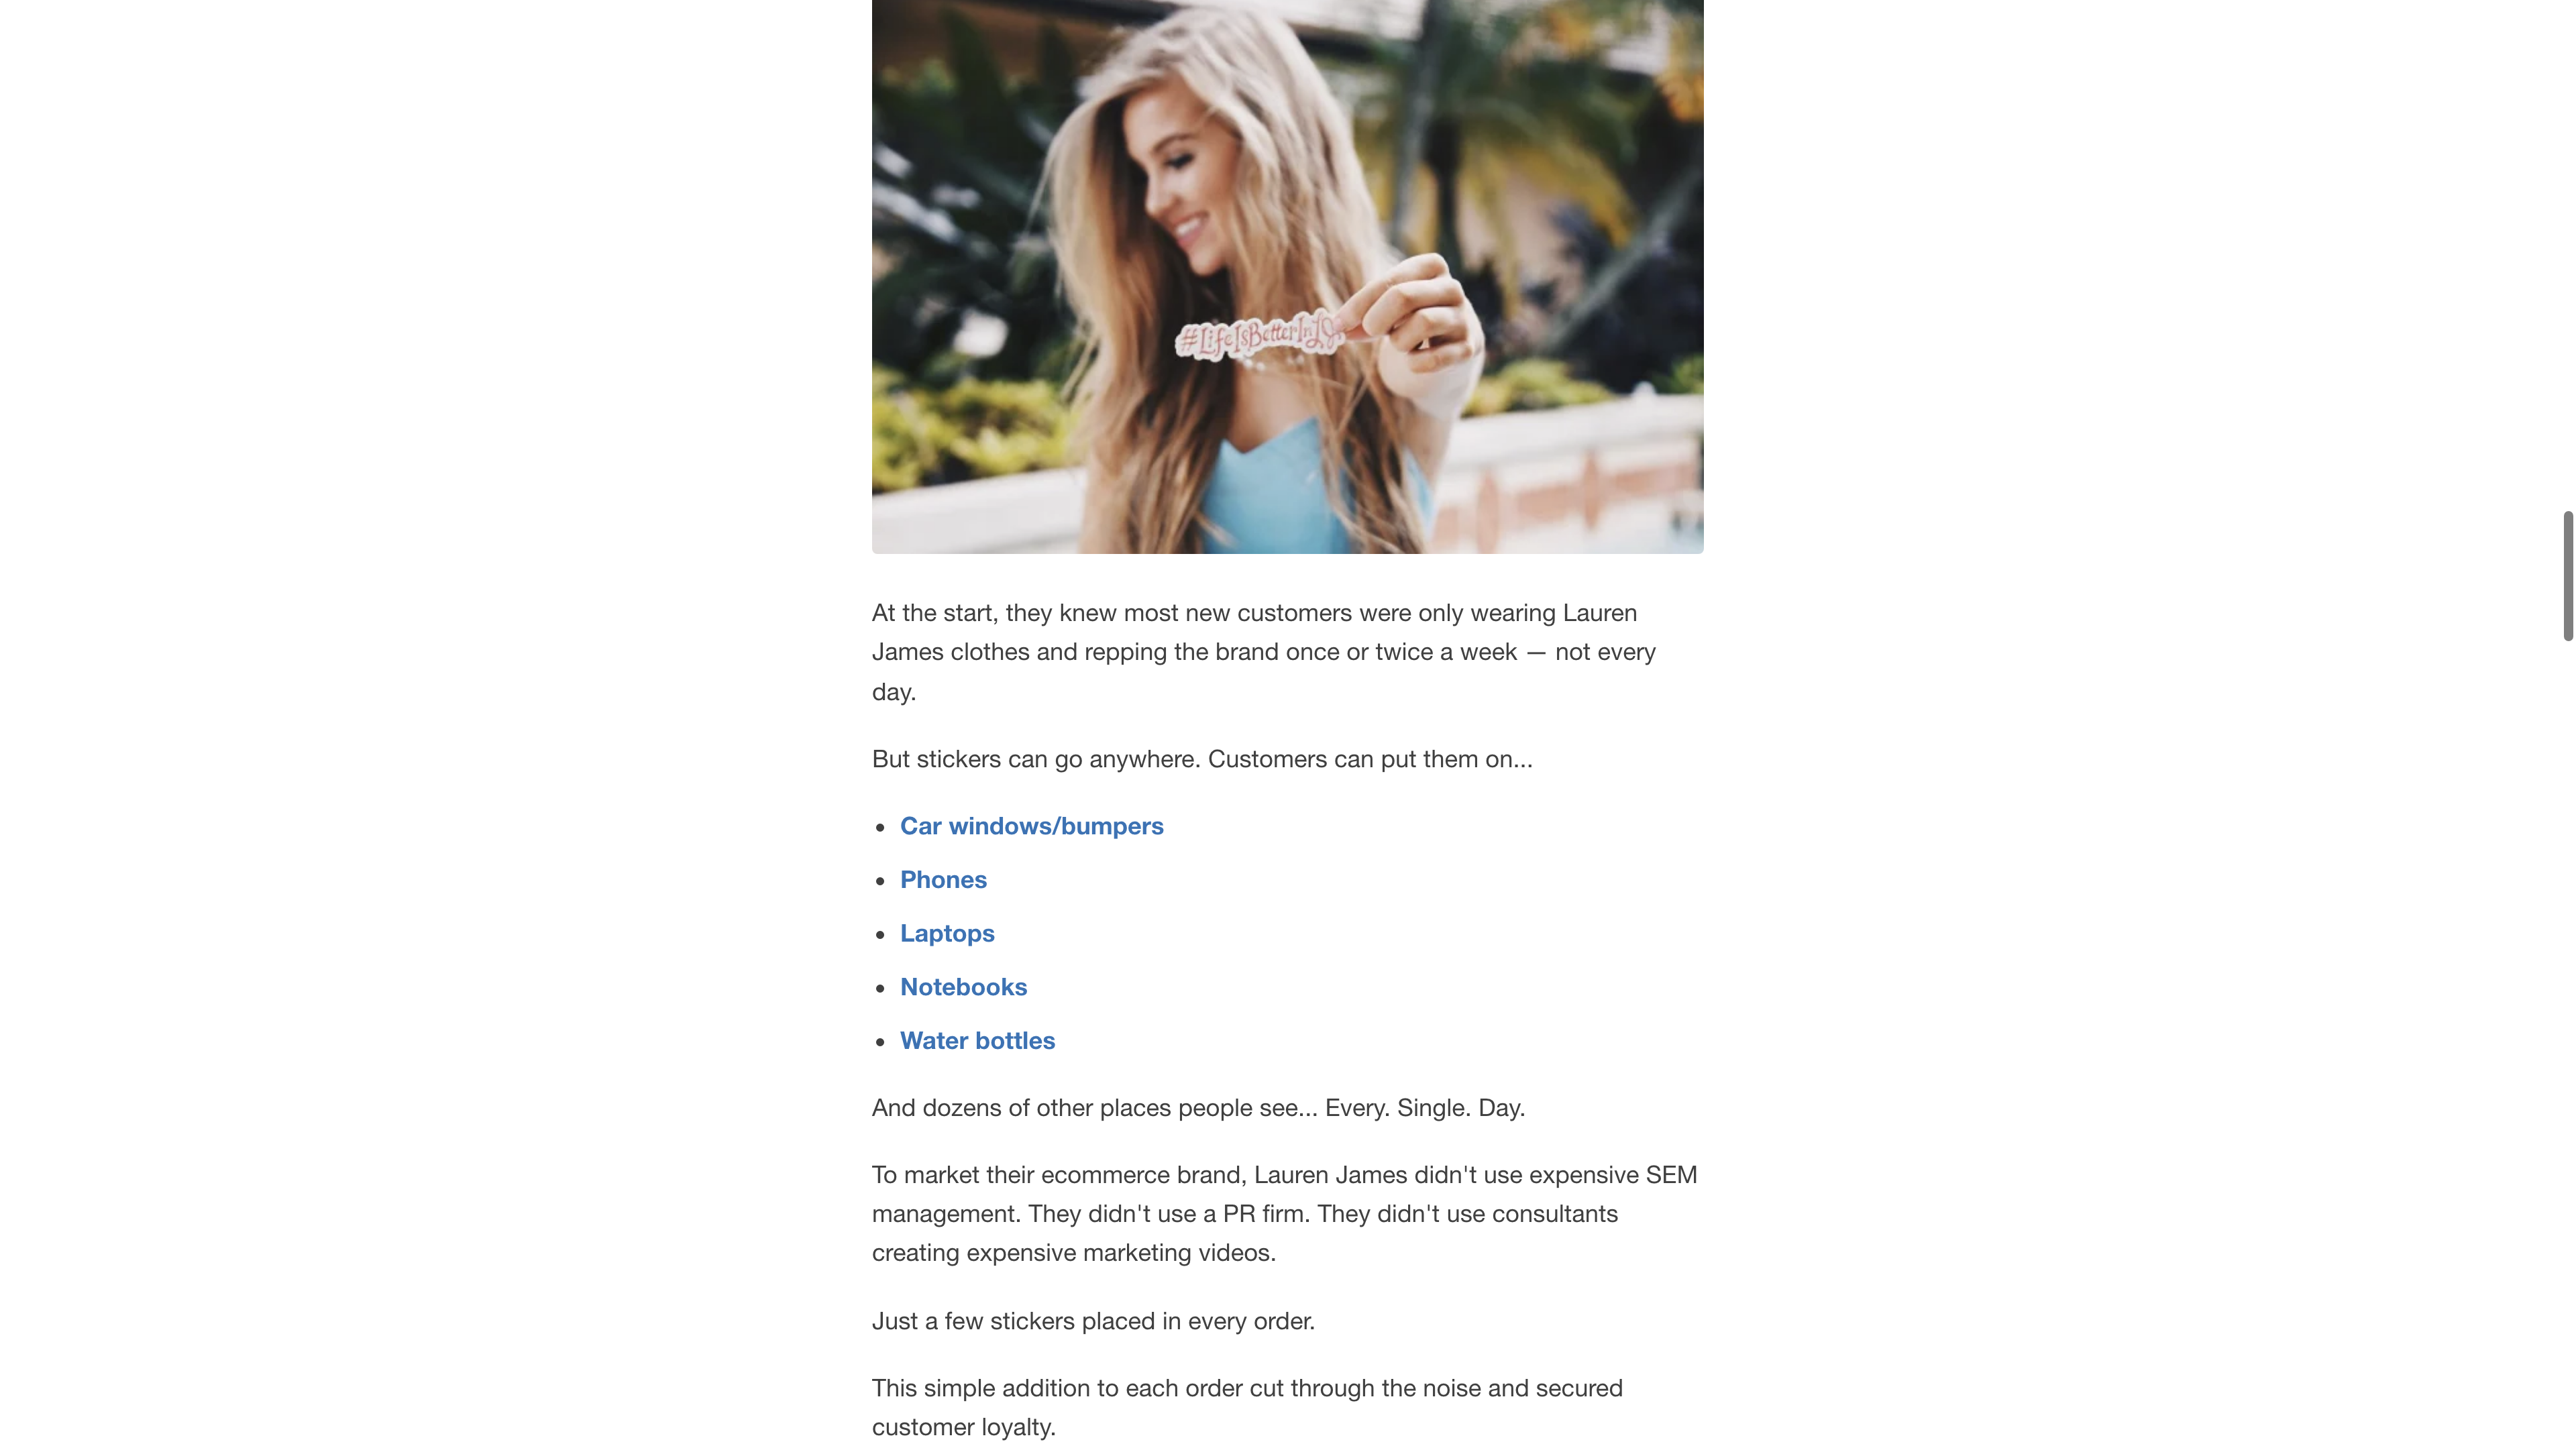 #LifeIsBetterInLJ
At the start, they knew most new customers were only wearing Lauren
James clothes and repping the brand once or twice a week — not every
day.
But stickers can go anywhere. Customers can put them on...
• Car windows/bumpers
• Phones
• Laptops
• Notebooks
• Water bottles
And dozens of other places people see... Every. Single. Day.
To market their ecommerce brand, Lauren James didn't use expensive SEM
management. They didn't use a PR firm. They didn't use consultants
creating expensive marketing videos.
Just a few stickers placed in every order.
This simple addition to each order cut through the noise and secured
customer loyalty.